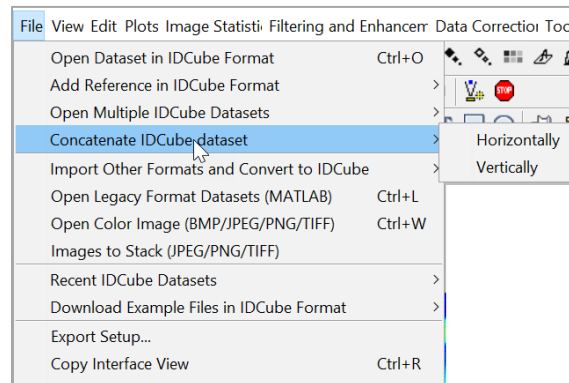 File View Edit Plots Image Statisti Filtering and Enhancem Data Correction Too
Open Dataset in IDCube Format Ctrl+O
Add Reference in IDCube Format
STOP
Open Multiple IDCube Datasets
Concatenate IDCube dataset
Horizontally
Import Other Formats and Convert to IDCube
Vertically
Open Legacy Format Datasets (MATLAB) Ctrl+L
Open Color Image (BMP/JPEG/PNG/TIFF) Ctrl+W
Images to Stack (JPEG/PNG/TIFF)
Recent IDCube Datasets
Download Example Files in IDCube Format
Export Setup...
Copy Interface View Ctrl+R